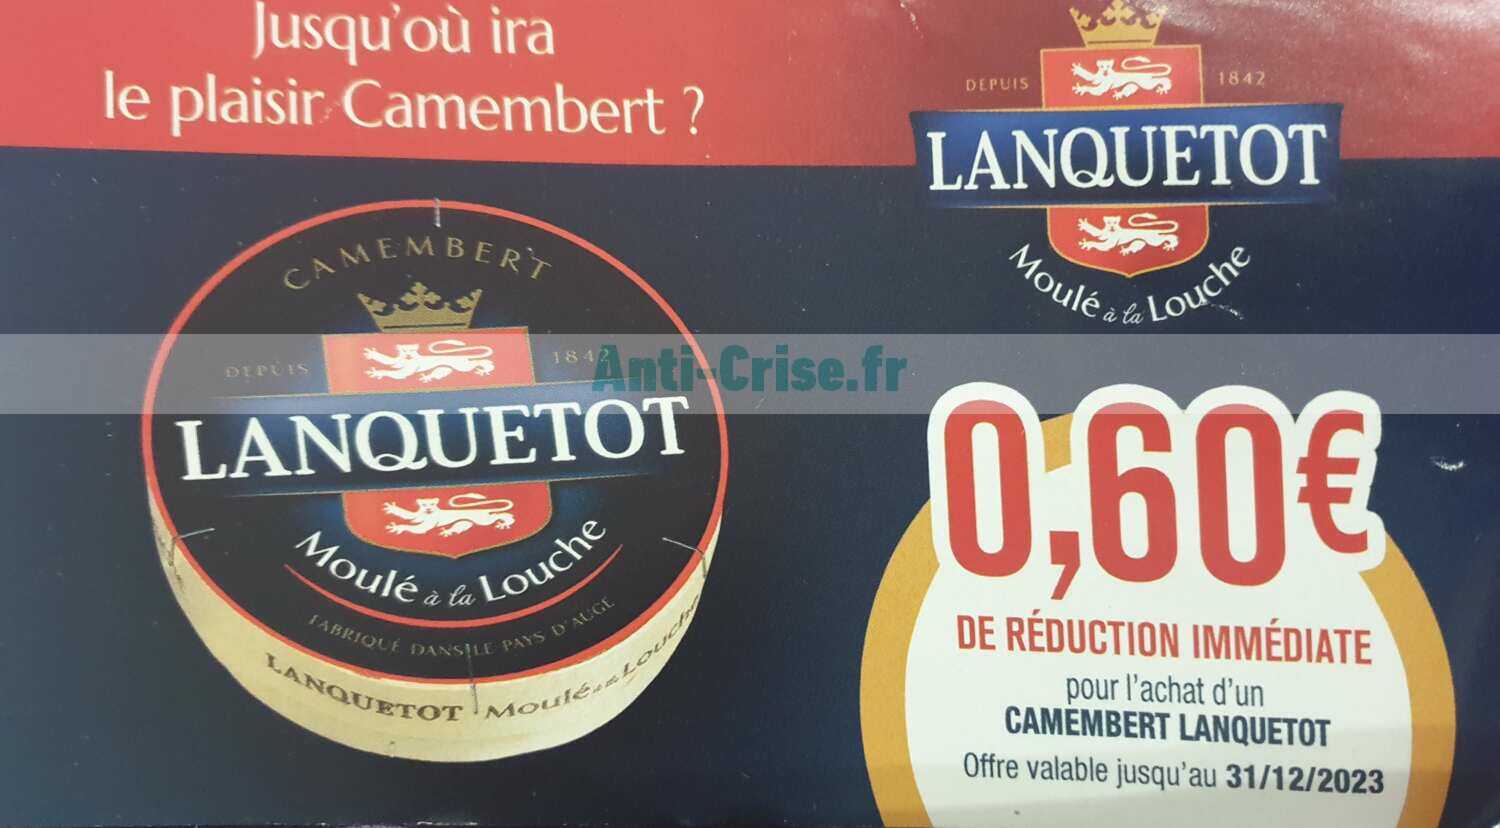 Jusqu'où ira
le plaisir Camembert ?
DEPUIS 1842
LANQUETOT
Moulé à la Louche
CAMEMBERT
DEPUIS 1842
LANQUETOT
Moulé à la Louche
FABRIQUÉ DANS LE PAYS D'AUGE
LANQUETOT Moulé à la Louche
Anti-Crise.fr
0,60€
DE RÉDUCTION IMMÉDIATE
pour l'achat d'un
CAMEMBERT LANQUETOT
Offre valable jusqu'au 31/12/2023